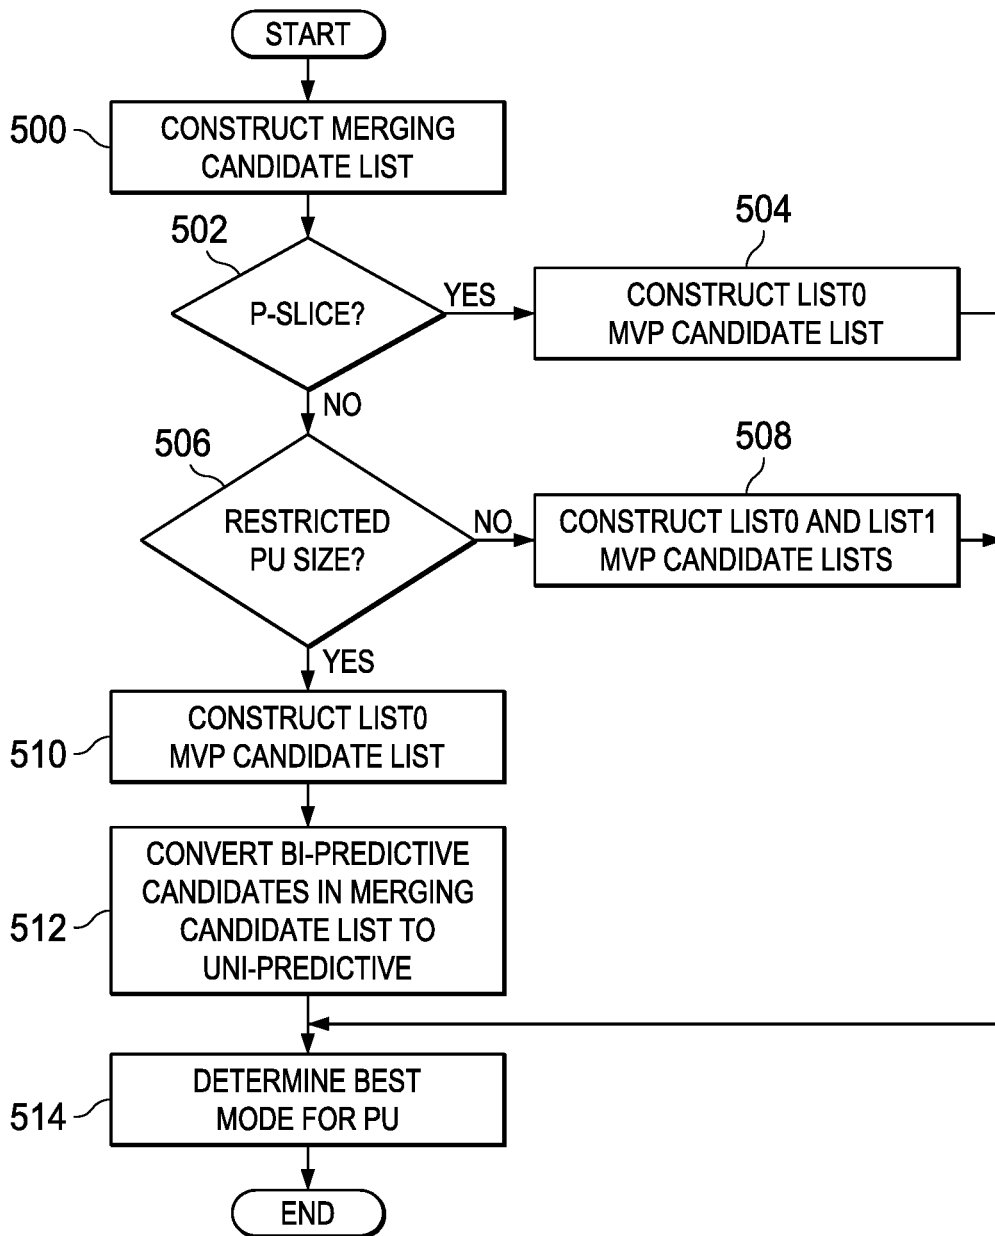 START
500
CONSTRUCT MERGING
CANDIDATE LIST
502
P-SLICE?
YES
504
CONSTRUCT LIST0
MVP CANDIDATE LIST
NO
506
RESTRICTED
PU SIZE?
NO
508
CONSTRUCT LIST0 AND LIST1
MVP CANDIDATE LISTS
YES
510
CONSTRUCT LIST0
MVP CANDIDATE LIST
512
CONVERT BI-PREDICTIVE
CANDIDATES IN MERGING
CANDIDATE LIST TO
UNI-PREDICTIVE
514
DETERMINE BEST
MODE FOR PU
END